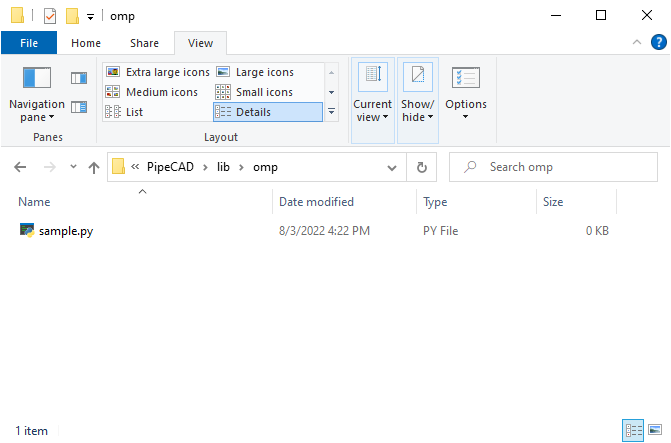 omp
File Home Share View
Extra large icons Large icons
Medium icons Small icons
List Details
Navigation pane
Current view
Show/ hide
Options
Panes Layout
« PipeCAD > lib > omp
Search omp
Name Date modified Type Size
sample.py 8/3/2022 4:22 PM PY File 0 KB
1 item